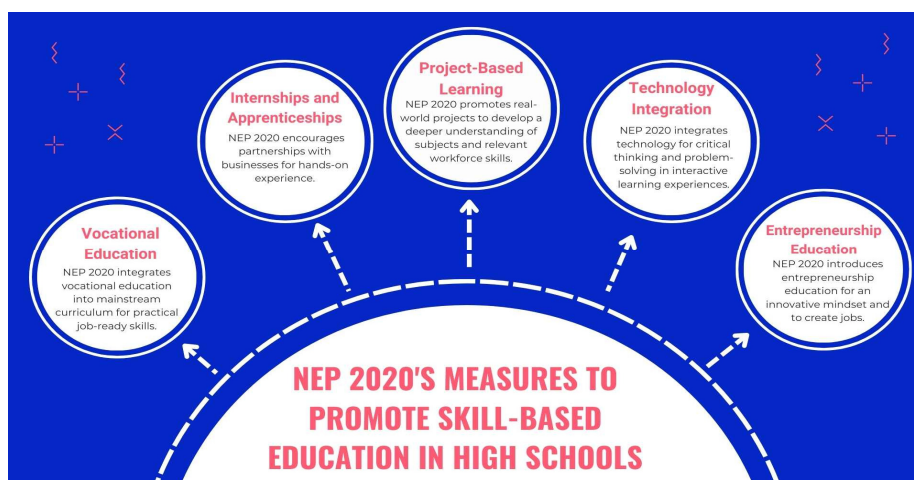 Project-Based
Learning
NEP 2020 promotes real-
world projects to develop a
deeper understanding of
subjects and relevant
workforce skills.
Internships and
Apprenticeships
NEP 2020 encourages
partnerships with
businesses for hands-on
experience.
Technology
Integration
NEP 2020 integrates
technology for critical
thinking and problem-
solving in interactive
learning experiences.
Vocational
Education
NEP 2020 integrates
vocational education
into mainstream
curriculum for practical
job-ready skills.
Entrepreneurship
Education
NEP 2020 introduces
entrepreneurship
education for an
innovative mindset and
to create jobs.
NEP 2020'S MEASURES TO
PROMOTE SKILL-BASED
EDUCATION IN HIGH SCHOOLS